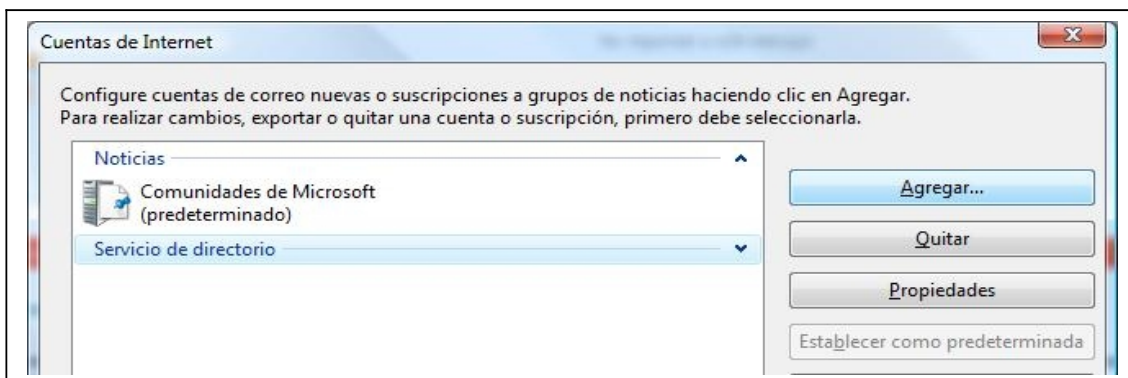 Cuentas de Internet
Configure cuentas de correo nuevas o suscripciones a grupos de noticias haciendo clic en Agregar.
Para realizar cambios, exportar o quitar una cuenta o suscripción, primero debe seleccionarla.
Noticias
Comunidades de Microsoft
(predeterminado)
Servicio de directorio
Agregar...
Quitar
Propiedades
Establecer como predeterminada